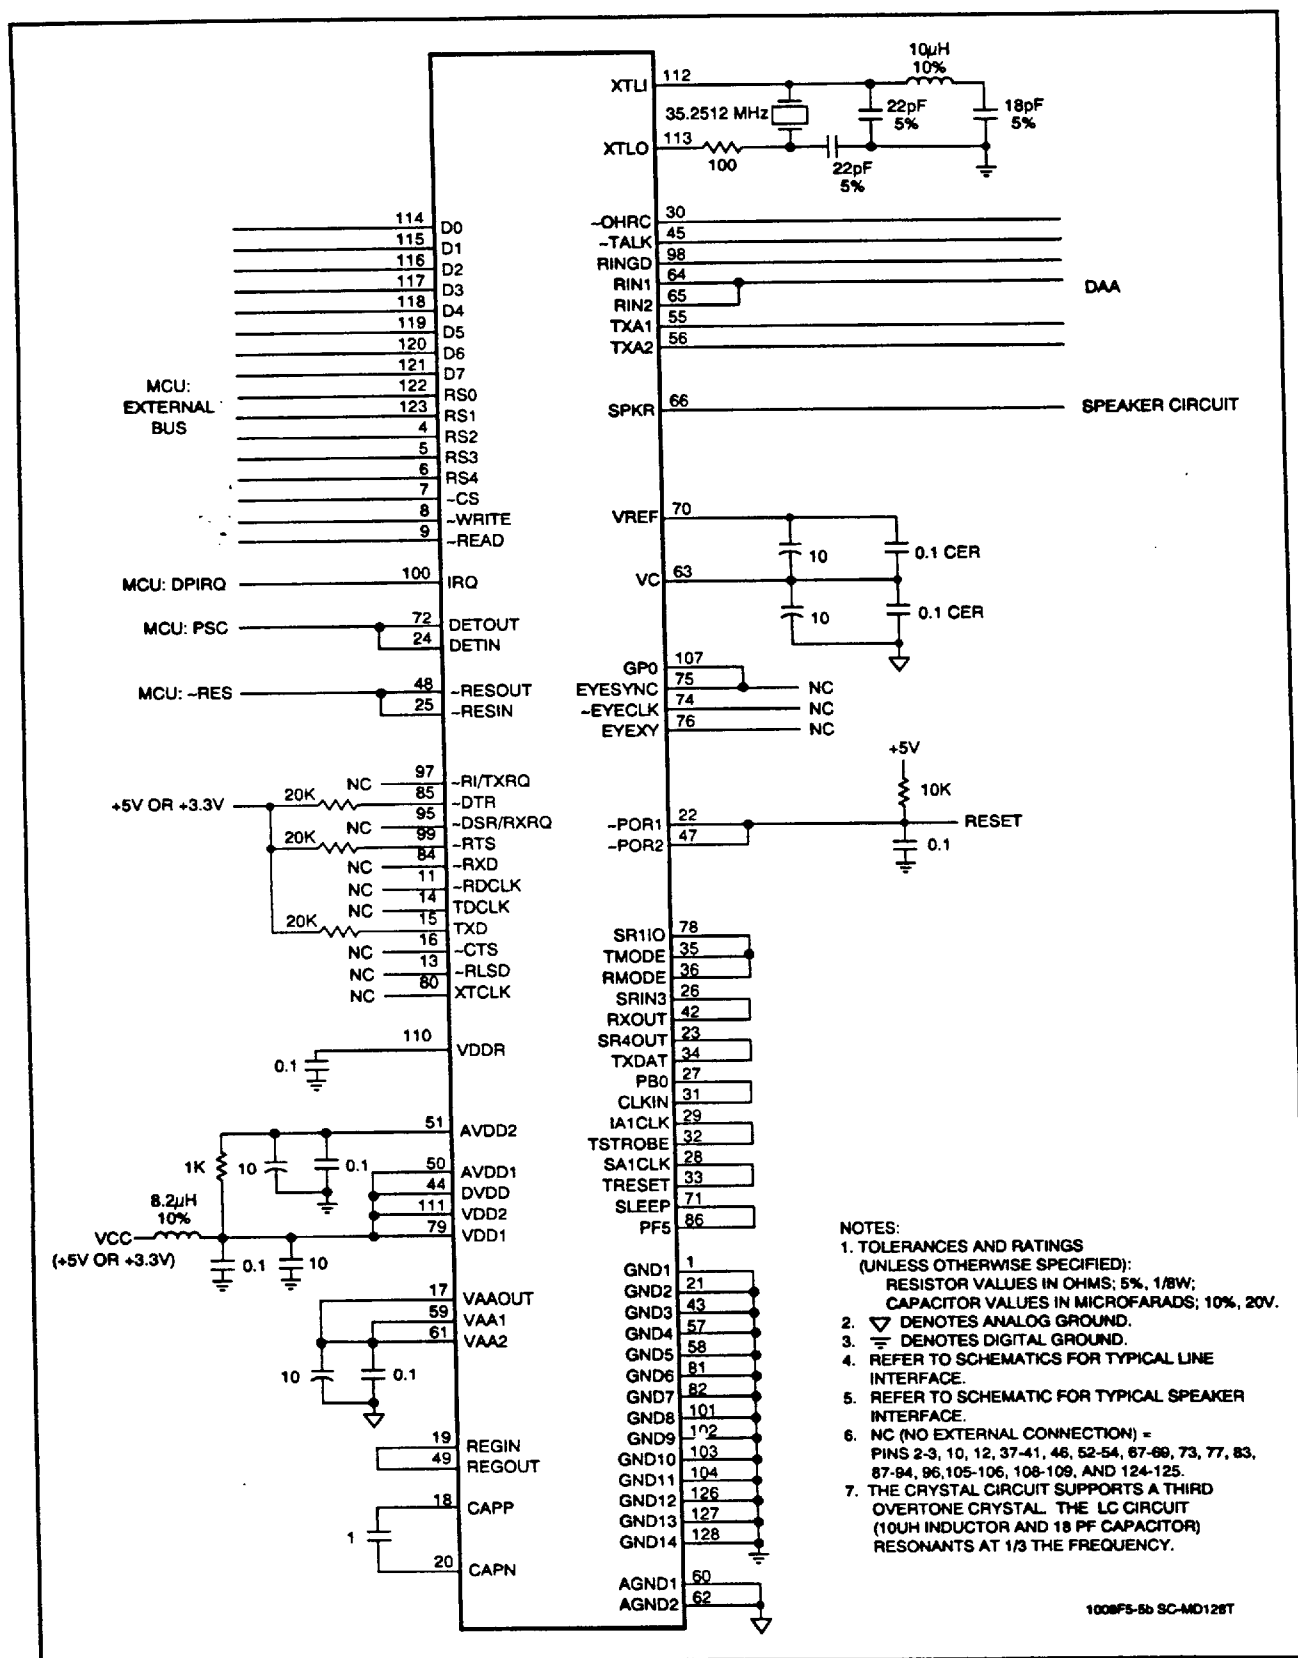 10µH
10%
XTLI 112
35.2512 MHz
22pF
5%
18pF
5%
XTLO 113
100
22pF
5%
114 D0
115 D1
116 D2
117 D3
118 D4
119 D5
120 D6
121 D7
122 RS0
123 RS1
4 RS2
5 RS3
6 RS4
7 ~CS
8 ~WRITE
9 ~READ
MCU:
EXTERNAL
BUS
MCU: DPIRQ 100 IRQ
MCU: PSC 72 DETOUT
24 DETIN
MCU: ~RES 48 ~RESOUT
25 ~RESIN
NC 97 ~RI/TXRQ
+5V OR +3.3V 20K 85 ~DTR
NC 95 ~DSR/RXRQ
20K 99 ~RTS
NC 84 ~RXD
NC 11 ~RDCLK
NC 14 TDCLK
20K 15 TXD
NC 16 ~CTS
NC 13 ~RLSD
NC 80 XTCLK
110 VDDR
0.1
51 AVDD2
1K 10 0.1
50 AVDD1
44 DVDD
111 VDD2
79 VDD1
8.2µH
10%
VCC
(+5V OR +3.3V)
0.1 10
17 VAAOUT
59 VAA1
61 VAA2
10 0.1
19 REGIN
49 REGOUT
18 CAPP
1
20 CAPN
~OHRC 30
~TALK 45
RINGD 98
RIN1 64
RIN2 65
TXA1 55
TXA2 56
DAA
SPKR 66 SPEAKER CIRCUIT
VREF 70
10 0.1 CER
VC 63
10 0.1 CER
GP0 107
EYESYNC 75 NC
~EYECLK 74 NC
EYEXY 76 NC
+5V
10K
~POR1 22 RESET
~POR2 47
0.1
SR1IO 78
TMODE 35
RMODE 36
SRIN3 26
RXOUT 42
SR4OUT 23
TXDAT 34
PB0 27
CLKIN 31
IA1CLK 29
TSTROBE 32
SA1CLK 28
TRESET 33
SLEEP 71
PF5 86
GND1 1
GND2 21
GND3 43
GND4 57
GND5 58
GND6 81
GND7 82
GND8 101
GND9 102
GND10 103
GND11 104
GND12 126
GND13 127
GND14 128
AGND1 60
AGND2 62
NOTES:
1. TOLERANCES AND RATINGS
(UNLESS OTHERWISE SPECIFIED):
RESISTOR VALUES IN OHMS; 5%, 1/8W;
CAPACITOR VALUES IN MICROFARADS; 10%, 20V.
2. DENOTES ANALOG GROUND.
3. DENOTES DIGITAL GROUND.
4. REFER TO SCHEMATICS FOR TYPICAL LINE
INTERFACE.
5. REFER TO SCHEMATIC FOR TYPICAL SPEAKER
INTERFACE.
6. NC (NO EXTERNAL CONNECTION) =
PINS 2-3, 10, 12, 37-41, 46, 52-54, 67-69, 73, 77, 83,
87-94, 96,105-106, 108-109, AND 124-125.
7. THE CRYSTAL CIRCUIT SUPPORTS A THIRD
OVERTONE CRYSTAL. THE LC CIRCUIT
(10UH INDUCTOR AND 18 PF CAPACITOR)
RESONANTS AT 1/3 THE FREQUENCY.
1009F5-5b SC-MD128T